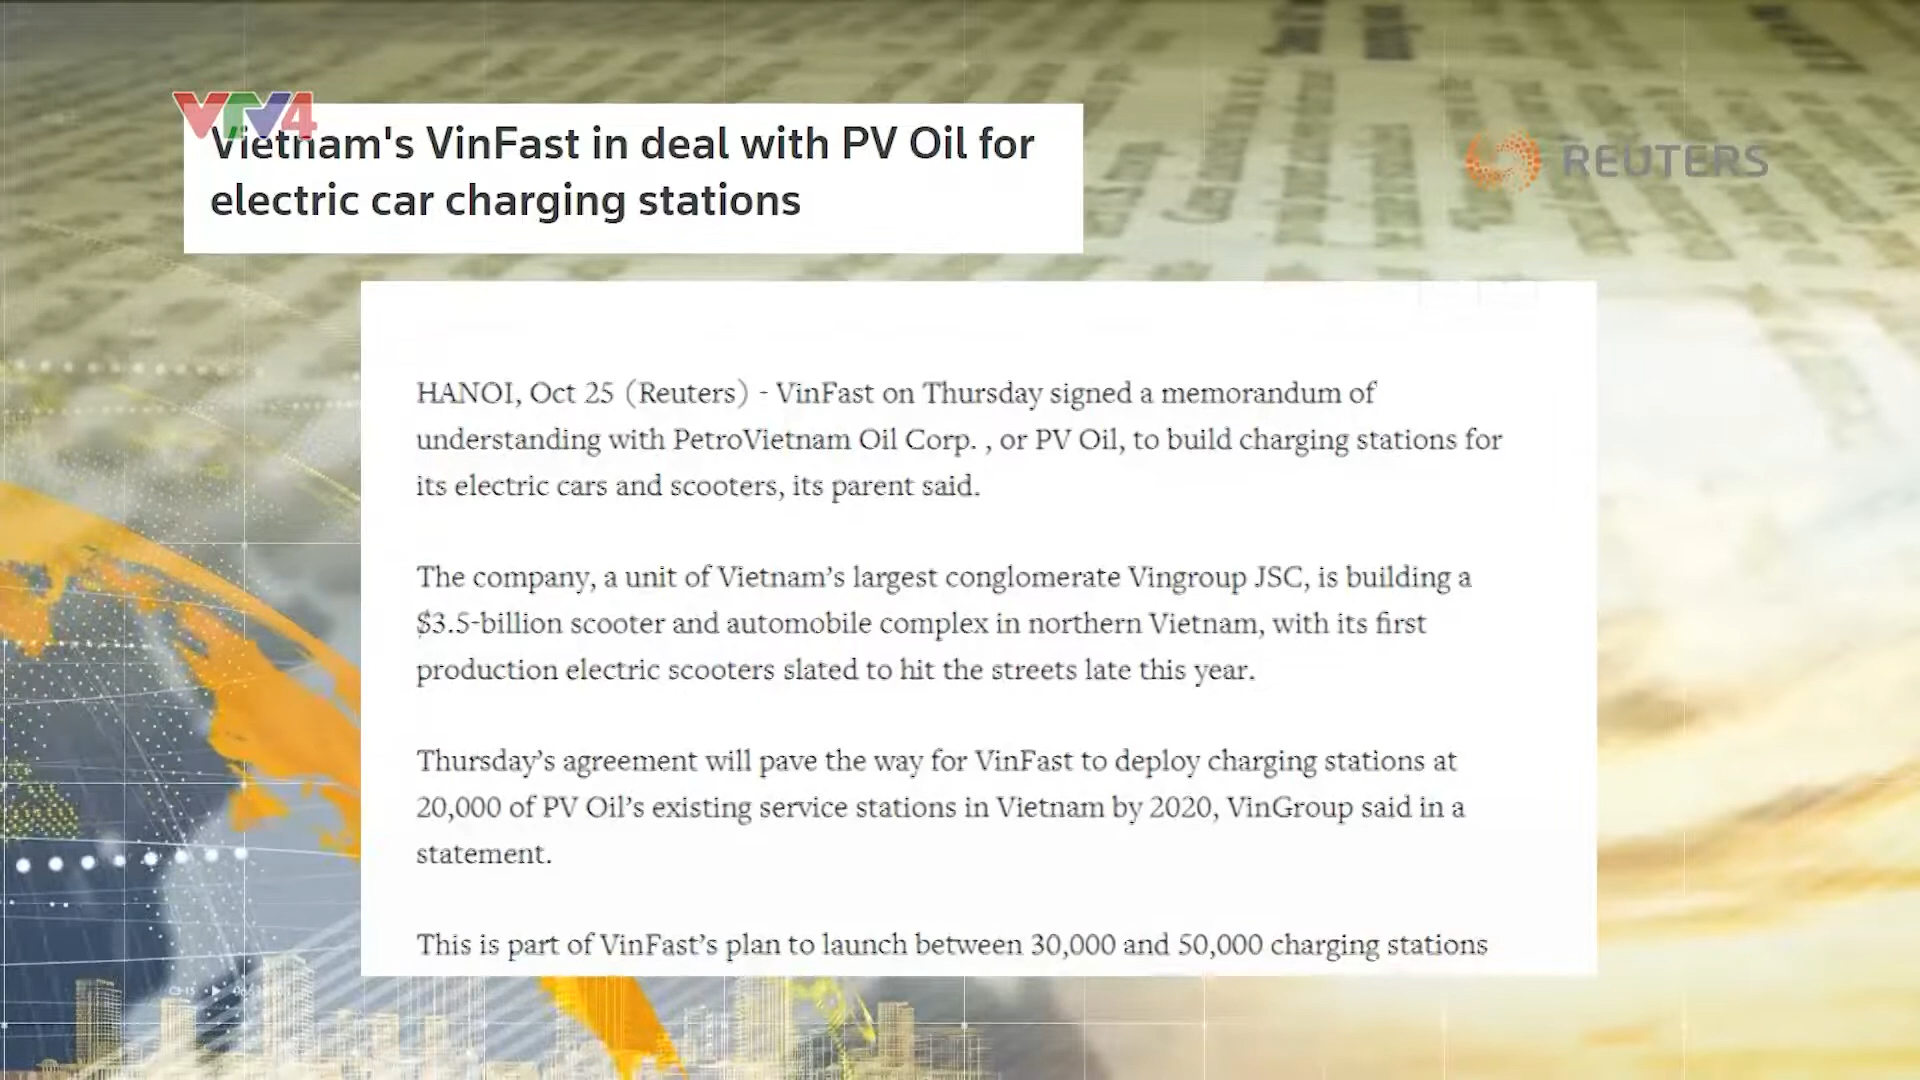 VTV4
Vietnam's VinFast in deal with PV Oil for
electric car charging stations
REUTERS
HANOI, Oct 25 (Reuters) - VinFast on Thursday signed a memorandum of
understanding with PetroVietnam Oil Corp. , or PV Oil, to build charging stations for
its electric cars and scooters, its parent said.
The company, a unit of Vietnam’s largest conglomerate Vingroup JSC, is building a
$3.5-billion scooter and automobile complex in northern Vietnam, with its first
production electric scooters slated to hit the streets late this year.
Thursday’s agreement will pave the way for VinFast to deploy charging stations at
20,000 of PV Oil’s existing service stations in Vietnam by 2020, VinGroup said in a
statement.
This is part of VinFast’s plan to launch between 30,000 and 50,000 charging stations